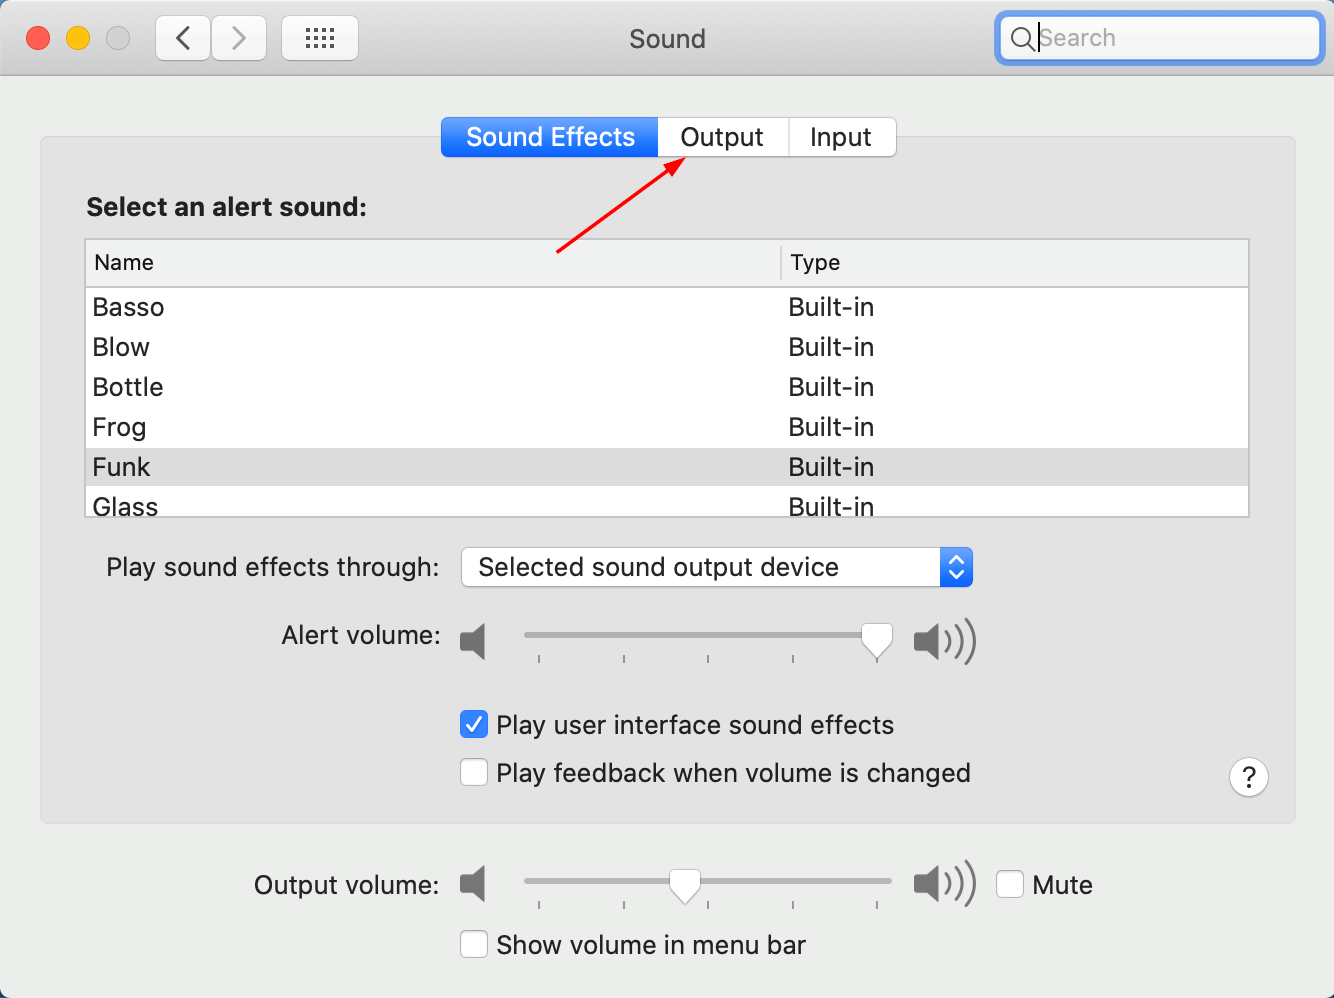 Sound
Search
Sound Effects Output Input
Select an alert sound:
Name Type
Basso Built-in
Blow Built-in
Bottle Built-in
Frog Built-in
Funk Built-in
Glass Built-in
Play sound effects through: Selected sound output device
Alert volume:
Play user interface sound effects
Play feedback when volume is changed
?
Output volume: Mute
Show volume in menu bar